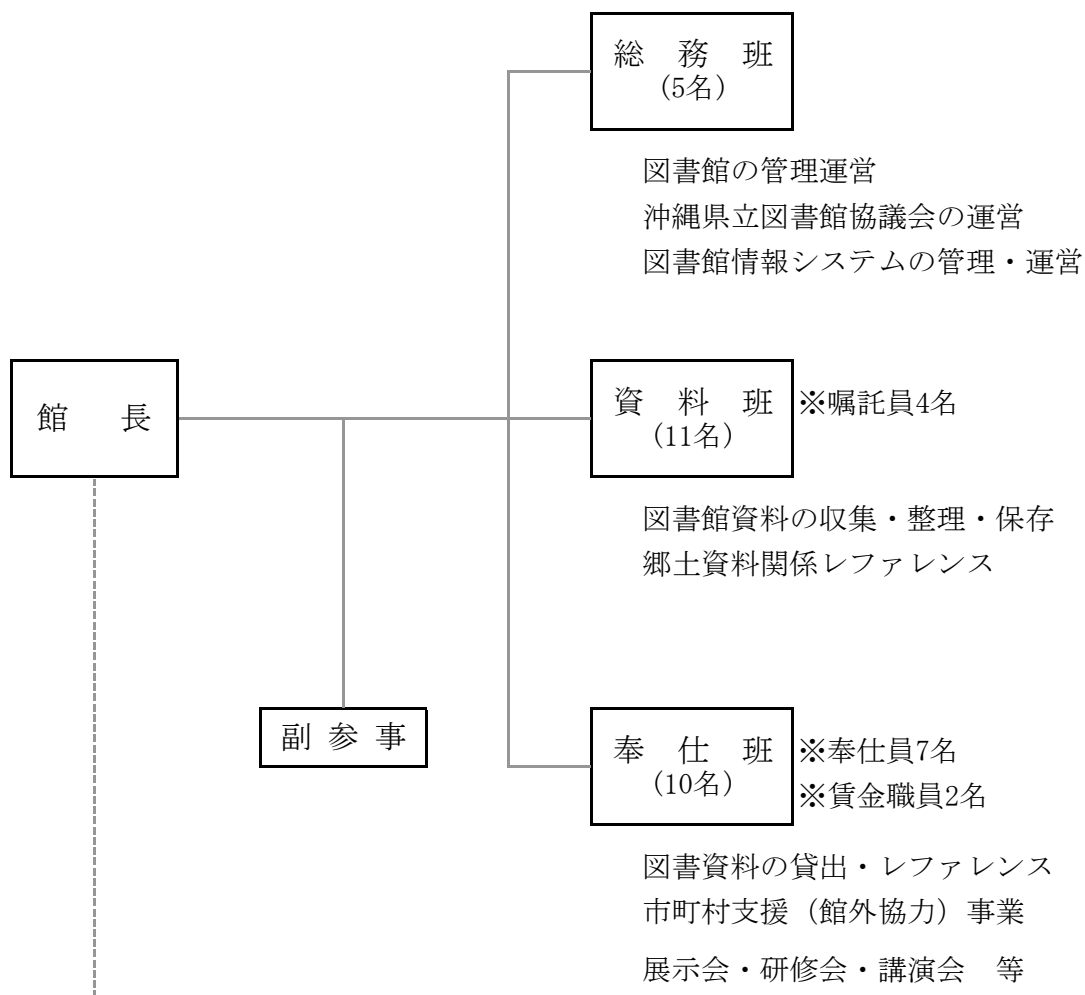 総 務 班
（5名）
図書館の管理運営
沖縄県立図書館協議会の運営
図書館情報システムの管理・運営
館 長
資 料 班
（11名）
※嘱託員4名
図書館資料の収集・整理・保存
郷土資料関係レファレンス
副 参 事
奉 仕 班
（10名）
※奉仕員7名
※賃金職員2名
図書資料の貸出・レファレンス
市町村支援（館外協力）事業
展示会・研修会・講演会　等